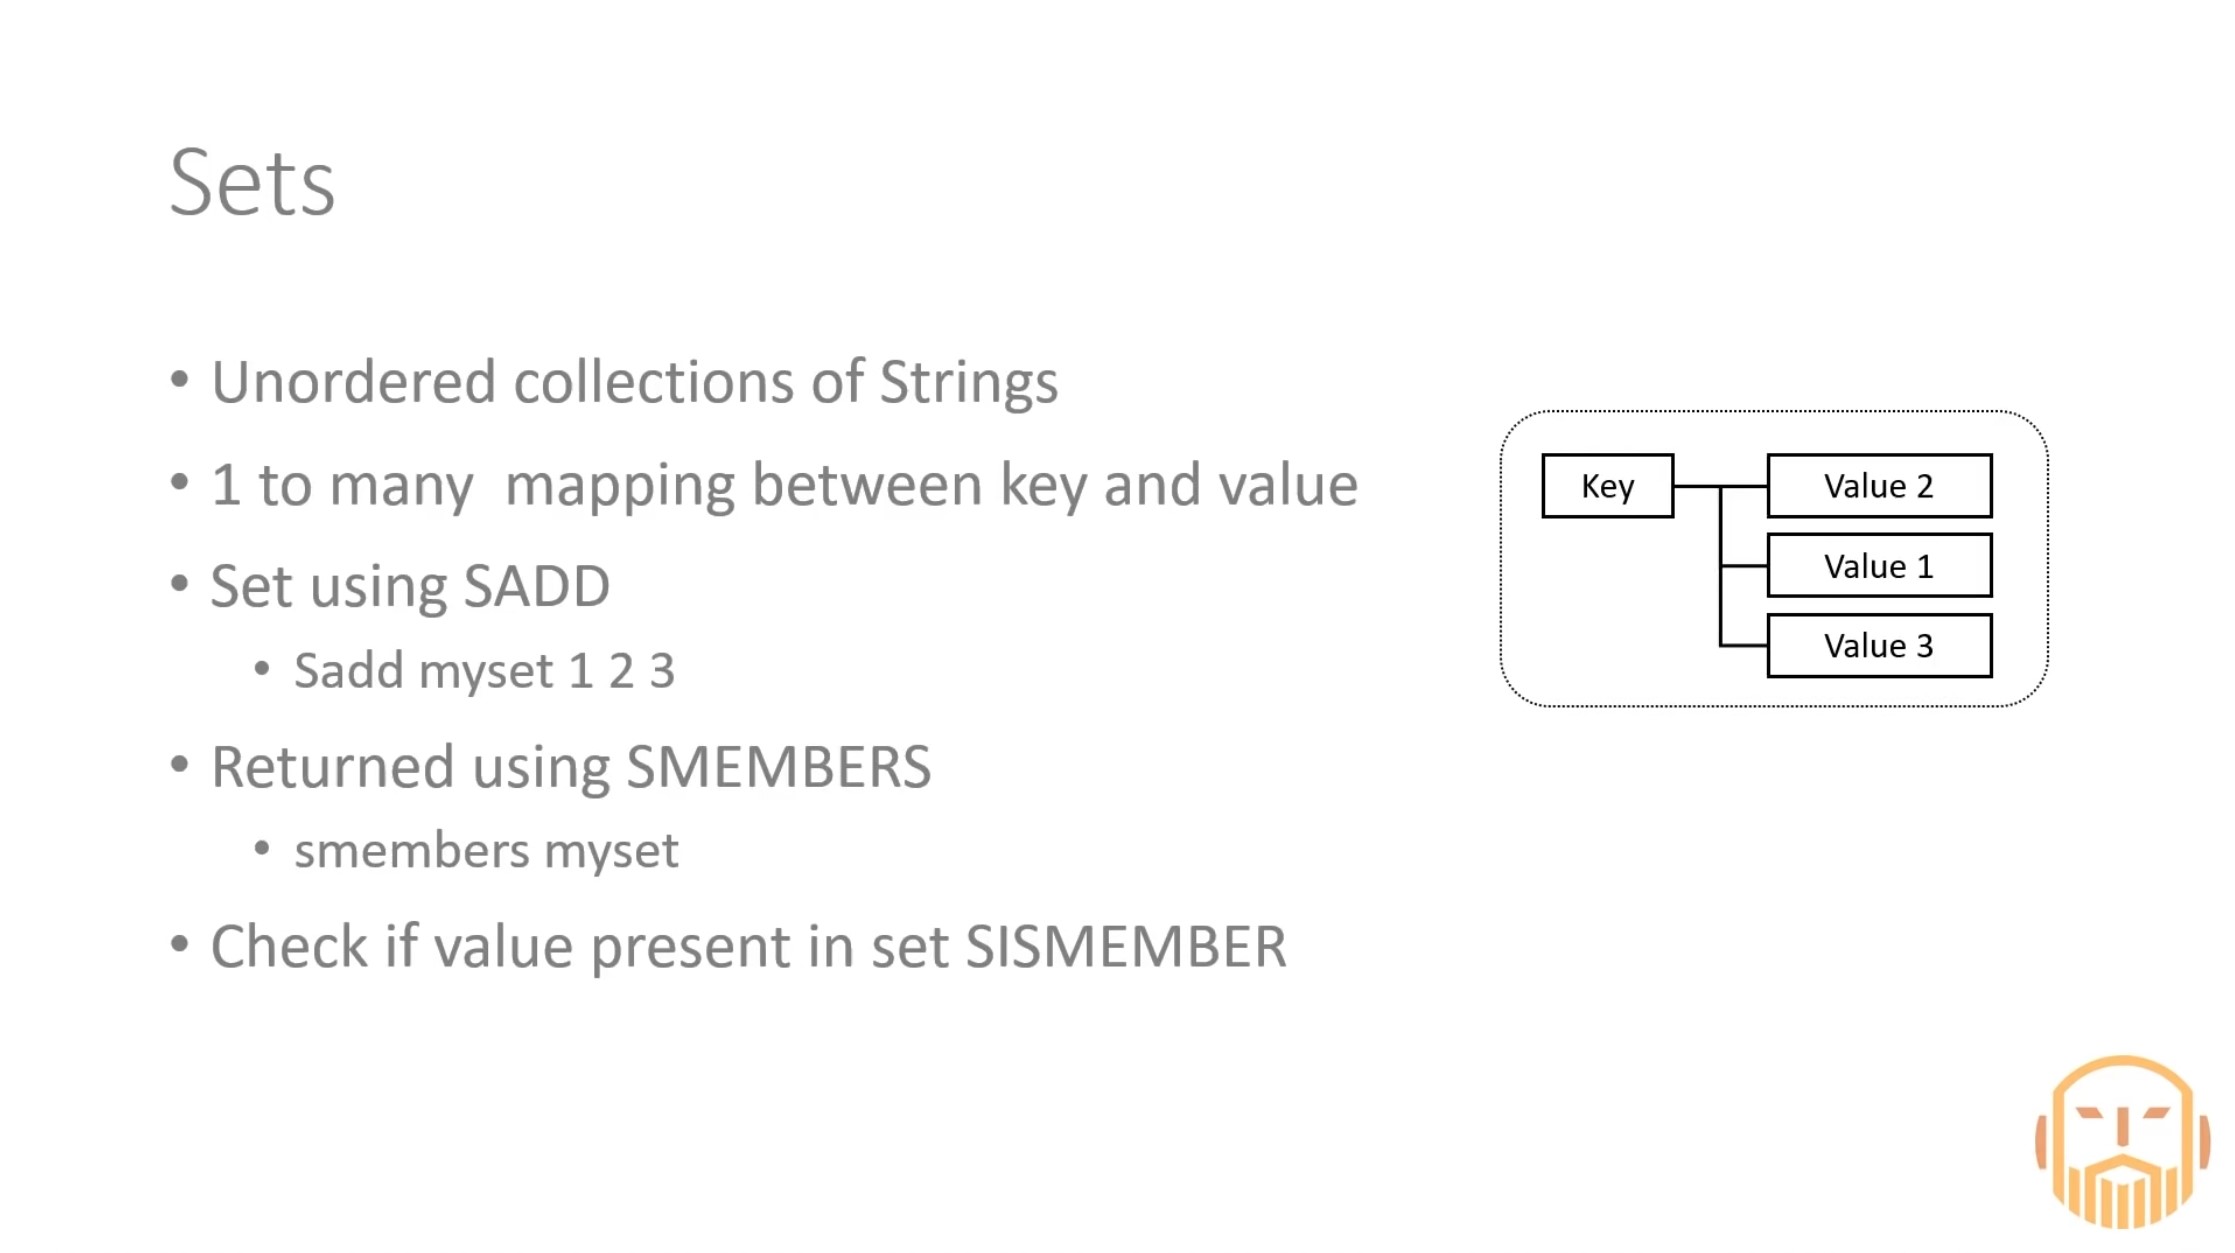 Sets
• Unordered collections of Strings
• 1 to many  mapping between key and value
• Set using SADD
• Sadd myset 1 2 3
• Returned using SMEMBERS
• smembers myset
• Check if value present in set SISMEMBER
Key
Value 2
Value 1
Value 3